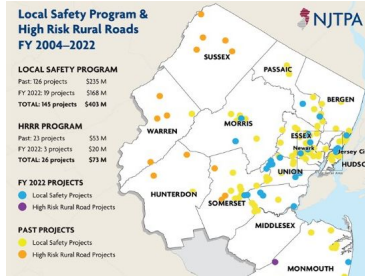 Local Safety Program &
High Risk Rural Roads
FY 2004–2022
NJTPA
LOCAL SAFETY PROGRAM
Past: 126 projects $235 M
FY 2022: 19 projects $168 M
TOTAL: 145 projects $403 M
HRRR PROGRAM
Past: 23 projects $53 M
FY 2022: 3 projects $20 M
TOTAL: 26 projects $73 M
FY 2022 PROJECTS
Local Safety Projects
High Risk Rural Road Projects
PAST PROJECTS
Local Safety Projects
High Risk Rural Road Projects
SUSSEX
PASSAIC
BERGEN
WARREN
MORRIS
ESSEX
Newark
Jersey Ci
HUDSO
UNION
HUNTERDON
SOMERSET
MIDDLESEX
MONMOUTH